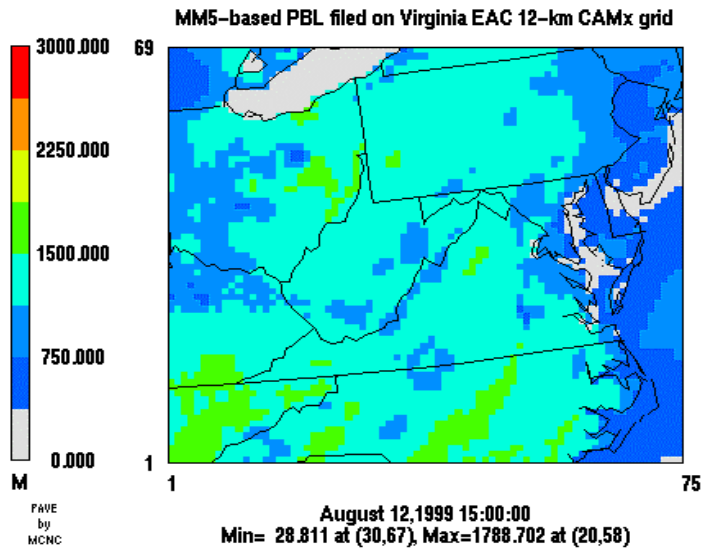 MM5-based PBL filed on Virginia EAC 12-km CAMx grid
3000.000
2250.000
1500.000
750.000
0.000
M
PAVE
by
MCNC
69
1
1
75
August 12,1999 15:00:00
Min= 28.811 at (30,67), Max=1788.702 at (20,58)